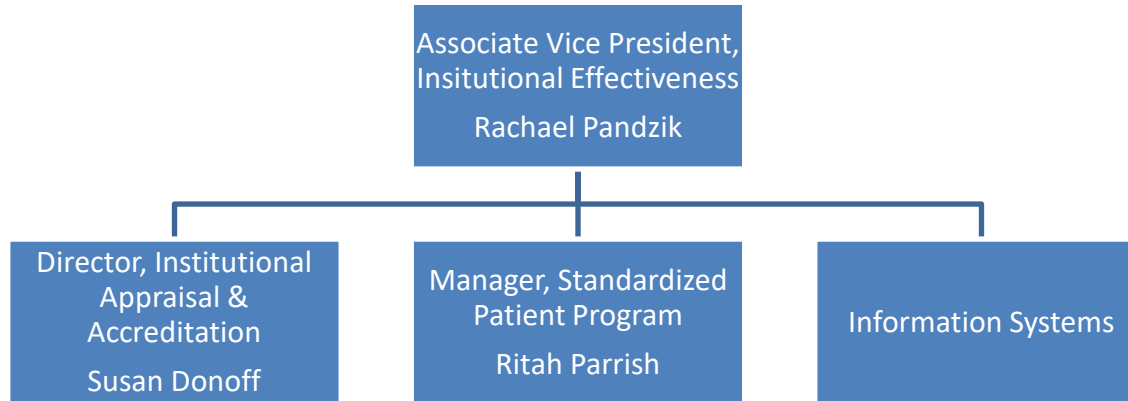 Associate Vice President,
Insitutional Effectiveness
Rachael Pandzik
Director, Institutional
Appraisal &
Accreditation
Susan Donoff
Manager, Standardized
Patient Program
Ritah Parrish
Information Systems